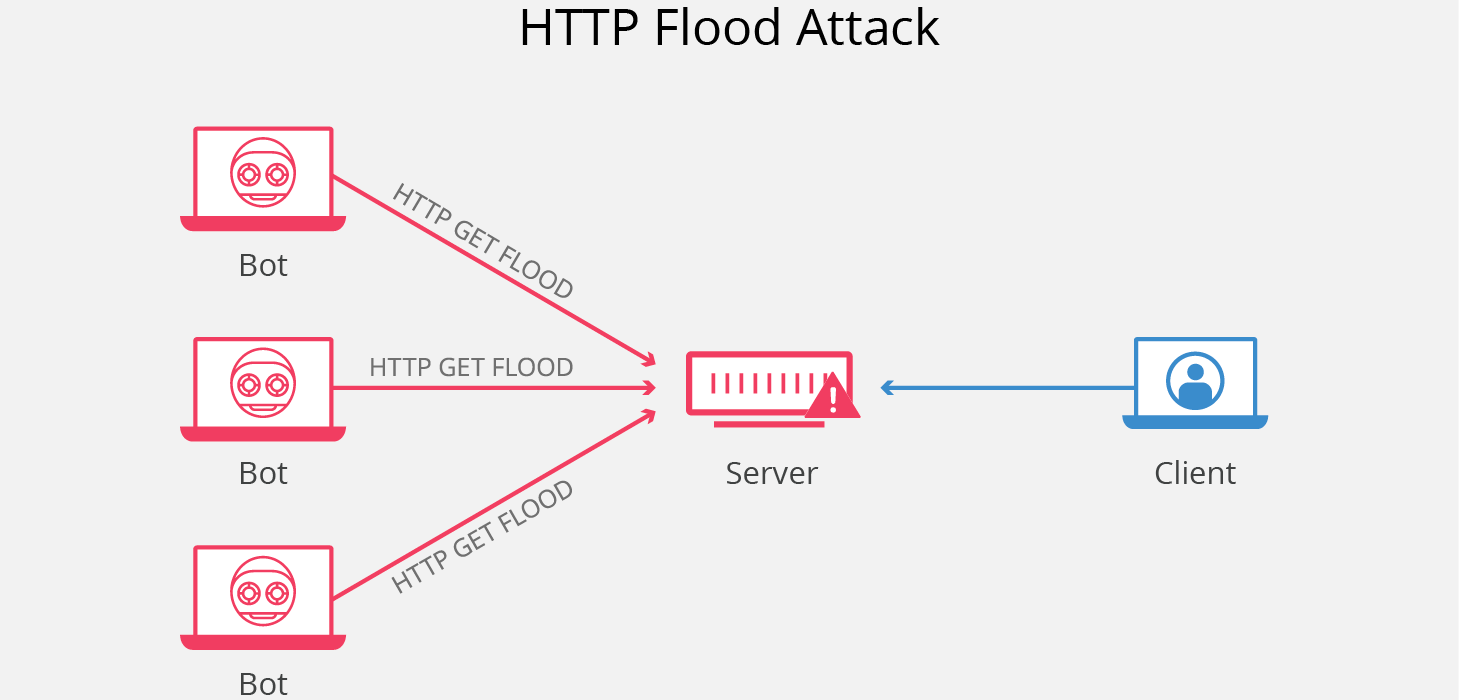 HTTP Flood Attack
HTTP GET FLOOD
Bot
HTTP GET FLOOD
Bot
Server
Client
HTTP GET FLOOD
Bot